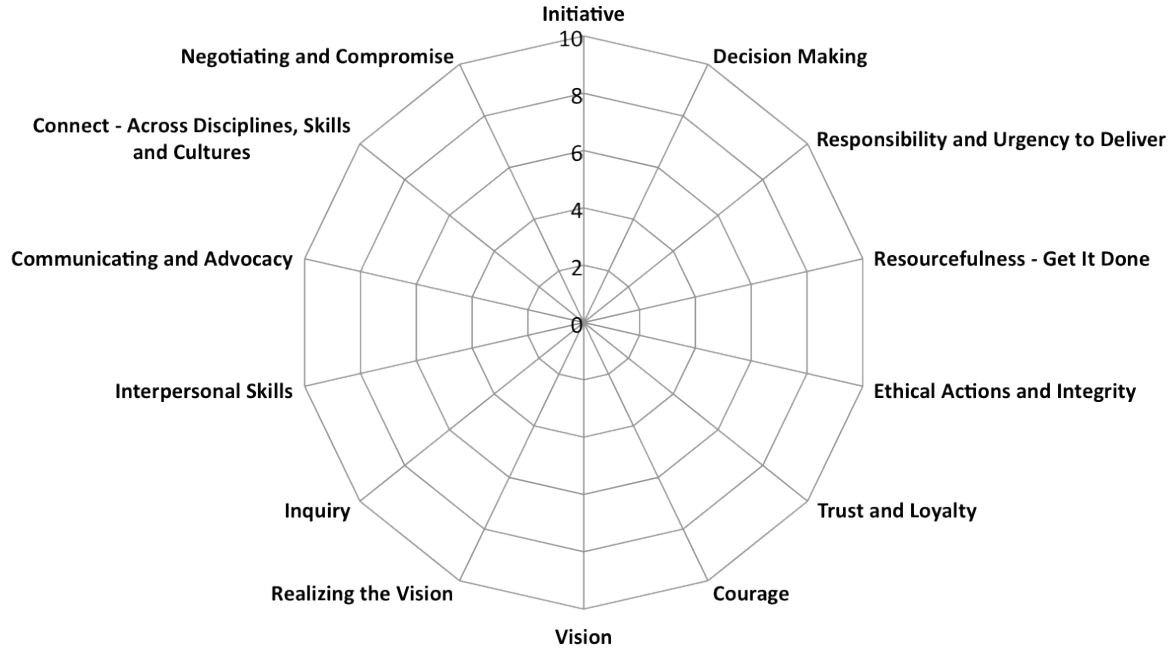 Initiative
10
Negotiating and Compromise
Decision Making
8
Connect - Across Disciplines, Skills
and Cultures
Responsibility and Urgency to Deliver
6
4
Communicating and Advocacy
Resourcefulness - Get It Done
2
0
Interpersonal Skills
Ethical Actions and Integrity
Inquiry
Trust and Loyalty
Realizing the Vision
Courage
Vision